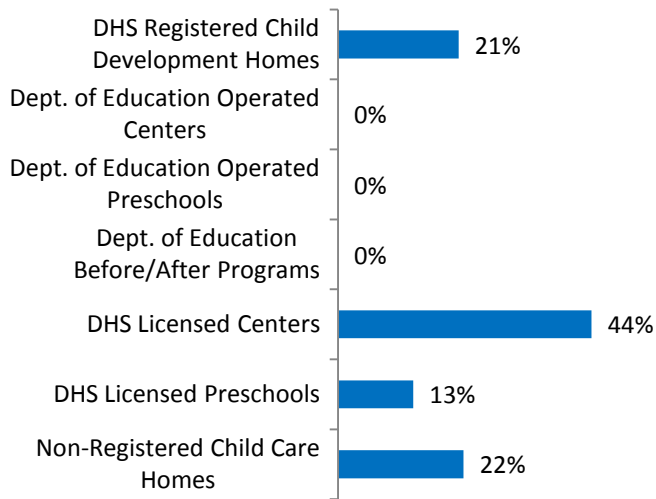 DHS Registered Child
Development Homes
21%
Dept. of Education Operated
Centers
0%
Dept. of Education Operated
Preschools
0%
Dept. of Education
Before/After Programs
0%
DHS Licensed Centers
44%
DHS Licensed Preschools
13%
Non-Registered Child Care
Homes
22%